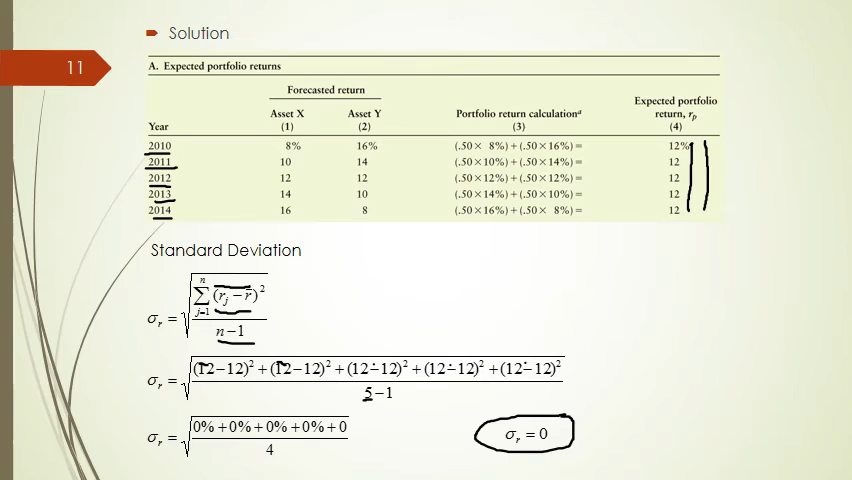 Solution
11
A. Expected portfolio returns
Forecasted return
Expected portfolio
Asset X Asset Y Portfolio return calculationᵃ return, rₚ
Year (1) (2) (3) (4)
2010 8% 16% (.50 × 8%) + (.50 × 16%) = 12%
2011 10 14 (.50 × 10%) + (.50 × 14%) = 12
2012 12 12 (.50 × 12%) + (.50 × 12%) = 12
2013 14 10 (.50 × 14%) + (.50 × 10%) = 12
2014 16 8 (.50 × 16%) + (.50 × 8%) = 12
Standard Deviation
σᵣ = √( ∑ⁿⱼ₌₁ (rⱼ − r̄)² / (n−1) )
σᵣ = √( ((12−12)² + (12−12)² + (12−12)² + (12−12)² + (12−12)²) / (5−1) )
σᵣ = √( (0% + 0% + 0% + 0% + 0) / 4 ) σᵣ = 0